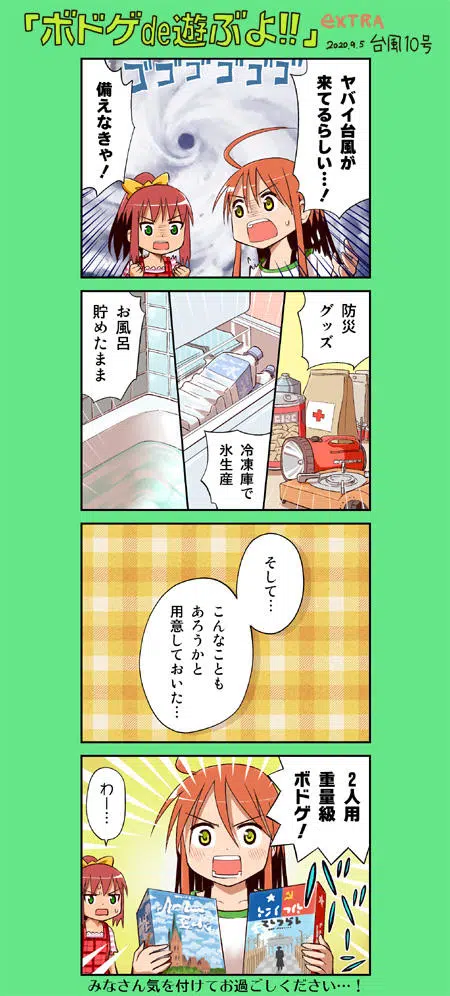 「ボドゲde遊ぶよ!!」
EXTRA
2020.9.5 台風10号
ヤバイ台風が
来てるらしい…!
ゴゴゴゴゴゴゴ
備えなきゃ!
防災
グッズ
冷凍庫で
氷生産
お風呂
貯めたまま
そして…
こんなことも
あろうかと
用意しておいた…
2人用
重量級
ボドゲ!
ババーン
わー…
みなさん気を付けてお過ごしください…!